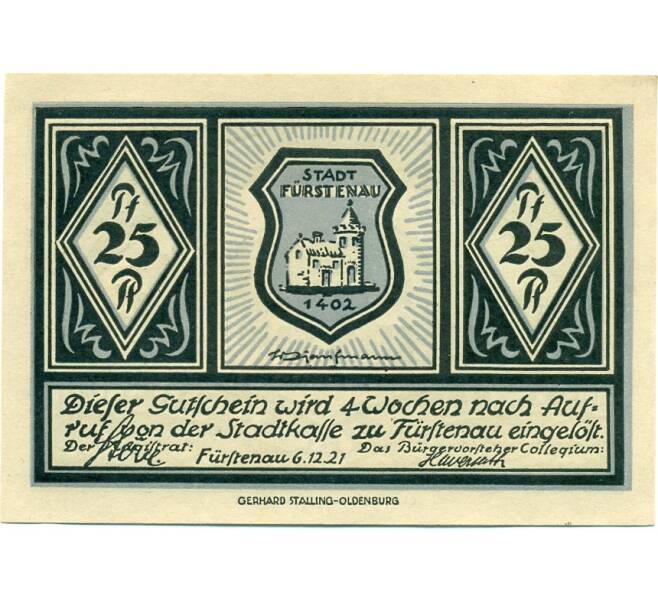 STADT
FÜRSTENAU
1402
Pf
25
Pf
Pf
25
Pf
Dieser Gutschein wird 4 Wochen nach Auf=
ruf von der Stadtkasse zu Fürstenau eingelöst.
Der Magistrat:
Fürstenau 6.12.21
Das Bürgervorsteher Collegium:
GERHARD STALLING-OLDENBURG